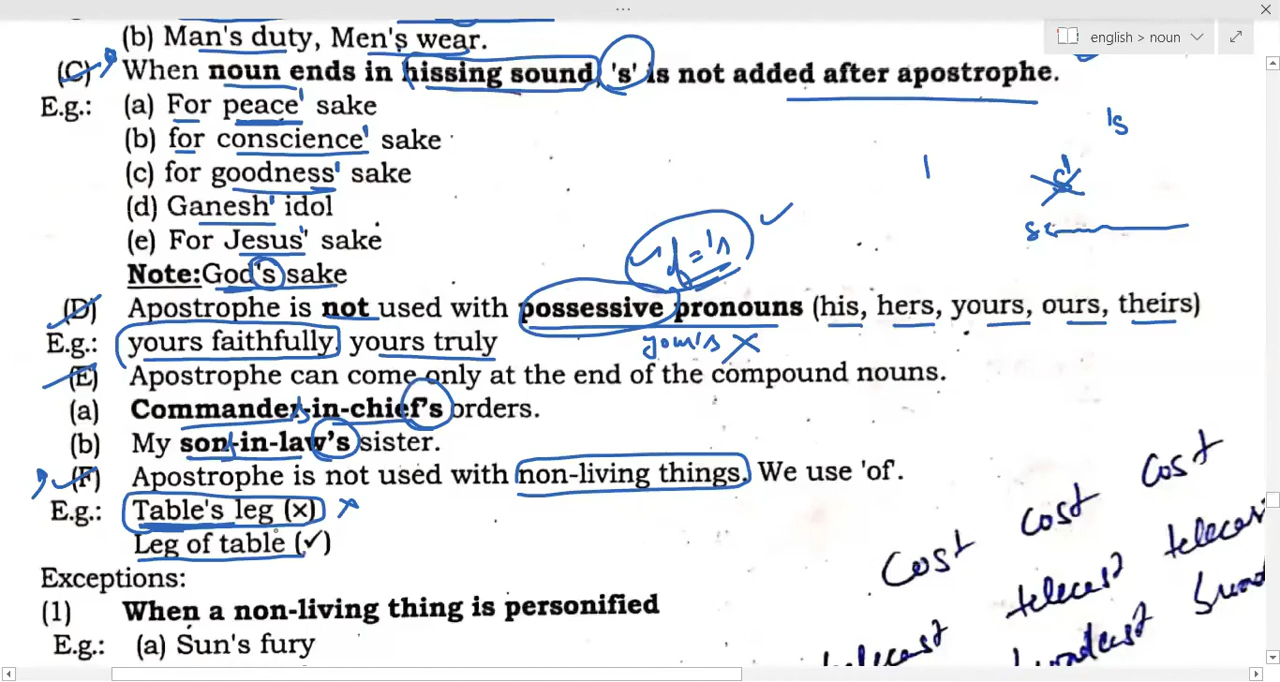 english > noun
(b) Man's duty, Men's wear.
(C) When noun ends in hissing sound, 's' is not added after apostrophe.
's
E.g.: (a) For peace' sake
(b) for conscience' sake
(c) for goodness' sake
(d) Ganesh' idol
(e) For Jesus' sake
of = 's
Note: God's sake
(D) Apostrophe is not used with possessive pronouns (his, hers, yours, ours, theirs)
E.g.: yours faithfully, yours truly
your's
(E) Apostrophe can come only at the end of the compound nouns.
(a) Commander-in-chief's orders.
(b) My son-in-law's sister.
(F) Apostrophe is not used with non-living things. We use 'of'.
E.g.: Table's leg (×)
Leg of table (✓)
cost cost cost
telecast
Exceptions:
(1) When a non-living thing is personified
E.g.: (a) Sun's fury